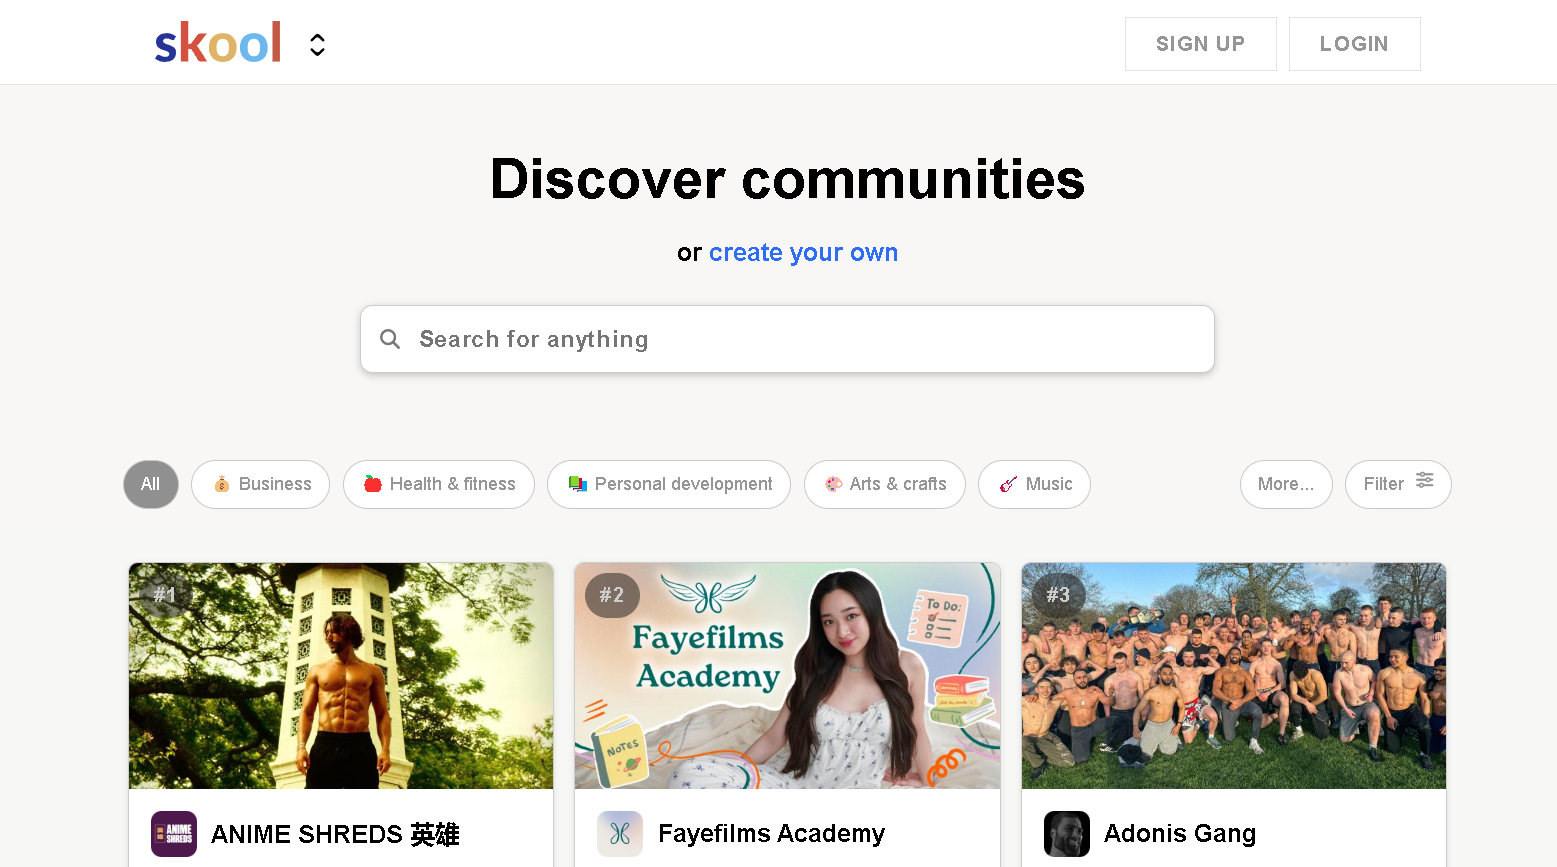 skool
SIGN UP
LOGIN
Discover communities
or create your own
Search for anything
All
Business
Health & fitness
Personal development
Arts & crafts
Music
More...
Filter
#1
#2
#3
Fayefilms
Academy
To Do:
NOTES
ANIME SHREDS
ANIME SHREDS 英雄
Fayefilms Academy
Adonis Gang